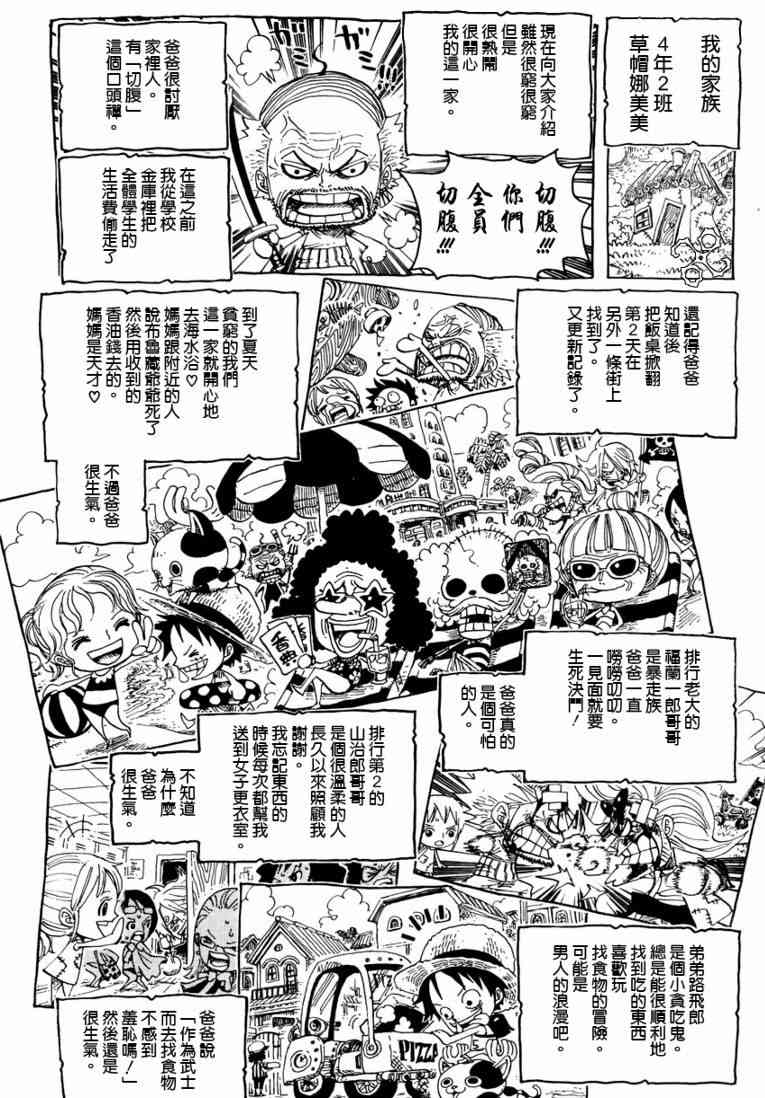 我的家族
4年2班
草帽娜美美
現在向大家介紹
雖然很窮很窮
但是
很熱鬧
很開心
我的這一家。
切腹!!!
你們
全員
切腹!!!
爸爸很討厭
家裡人。
有「切腹」
這個口頭禪。
在這之前
我從學校
金庫裡把
全體學生的
生活費偷走了
還記得爸爸
知道後
把飯桌掀翻
第2天在
另外一條街上
找到了。
又更新記錄了。
到了夏天
貧窮的我們
這一家就開心地
去海水浴♡
媽媽跟附近的人
說布魯藏爺爺死了
然後用收到的
香油錢去的。
媽媽是天才♡
不過爸爸
很生氣。
香典
排行老大的
福蘭一郎哥哥
是暴走族
爸爸一直
嘮嘮叨叨。
一見面就要
生死決鬥!
爸爸真的
是個可怕
的人。
排行第2的
山治郎哥哥
是個很溫柔的人
長久以來照顧我
謝謝。
我忘記東西的
時候每次都幫我
送到女子更衣室。
不知道
為什麼
爸爸
很生氣。
弟弟路飛郎
是個小貪吃鬼。
總是能很順利地
找到吃的東西
喜歡玩
找食物的冒險
可能是
男人的浪漫吧。
PIZZA
爸爸說
「作為武士
而去找食物
不感到
羞恥嗎!」
然後還是
很生氣。